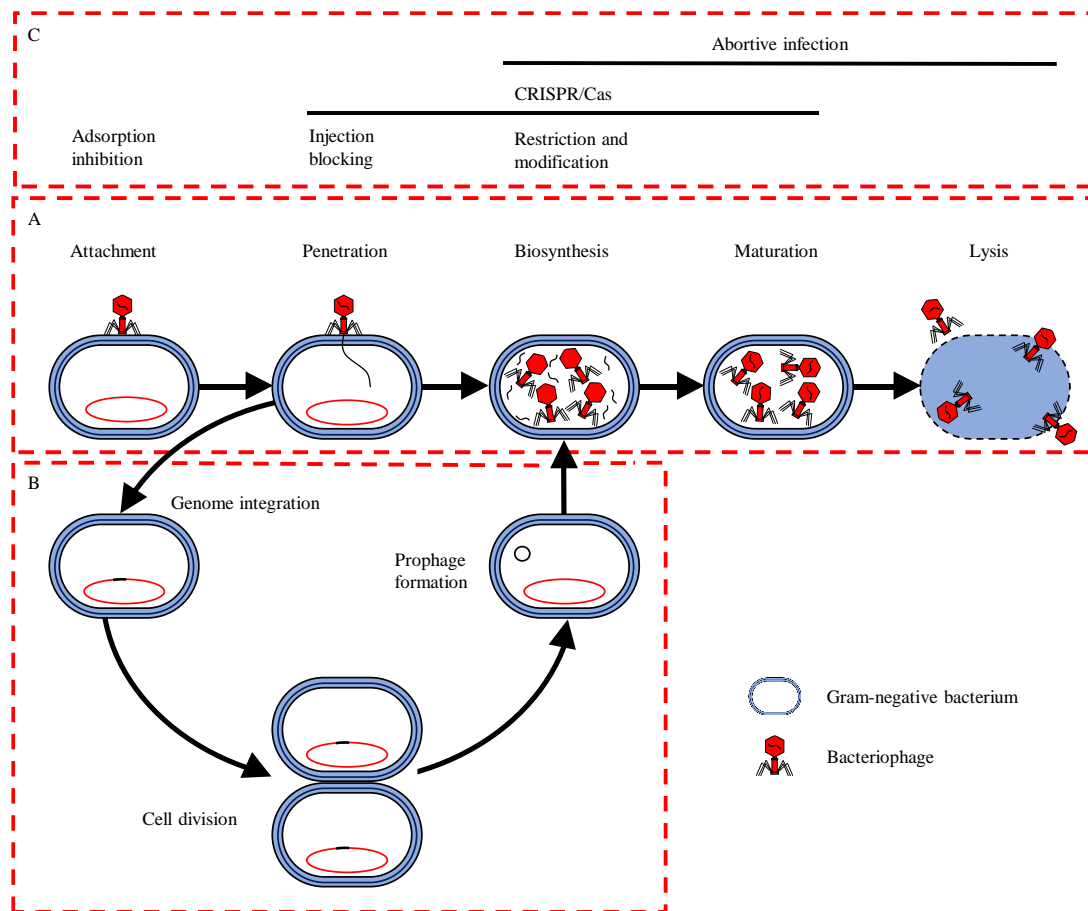 C
Abortive infection
CRISPR/Cas
Adsorption
inhibition
Injection
blocking
Restriction and
modification
A
Attachment
Penetration
Biosynthesis
Maturation
Lysis
B
Genome integration
Prophage
formation
Cell division
Gram-negative bacterium
Bacteriophage